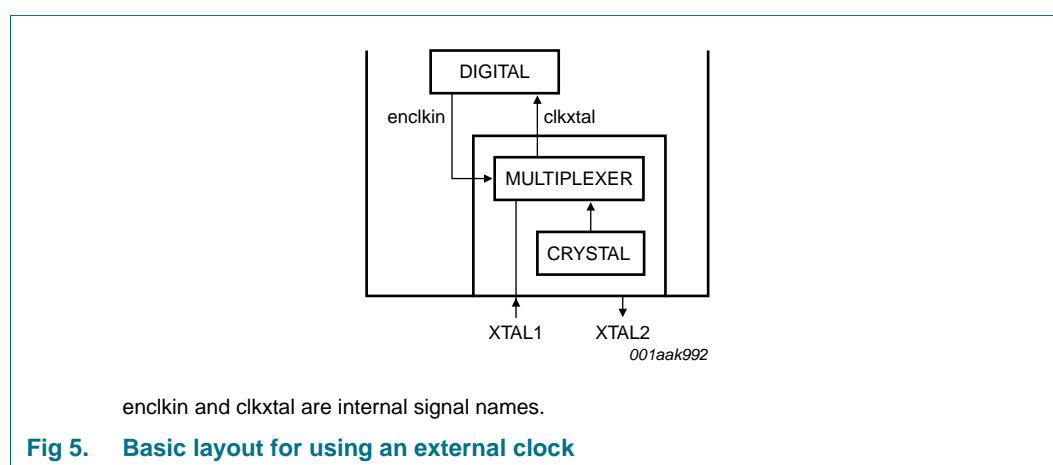 DIGITAL
enclkin
clkxtal
MULTIPLEXER
CRYSTAL
XTAL1
XTAL2
001aak992
enclkin and clkxtal are internal signal names.
Fig 5. Basic layout for using an external clock